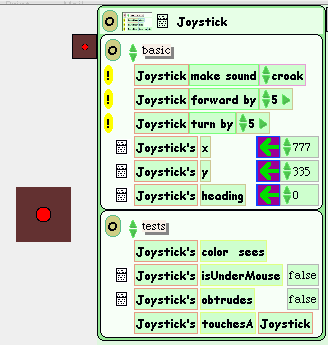 Joystick
basic
! Joystick make sound croak
! Joystick forward by 5
! Joystick turn by 5
Joystick's x 777
Joystick's y 335
Joystick's heading 0
tests
Joystick's color sees
Joystick's isUnderMouse false
Joystick's obtrudes false
Joystick's touchesA Joystick